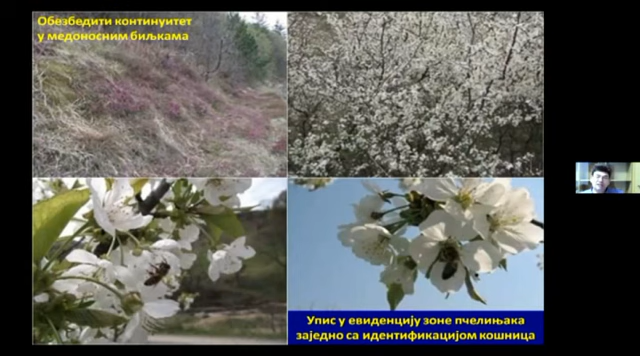 Обезбедити континуитет
у медоносним биљкама
Упис у евиденцију зоне пчелињака
заједно са идентификацијом кошница